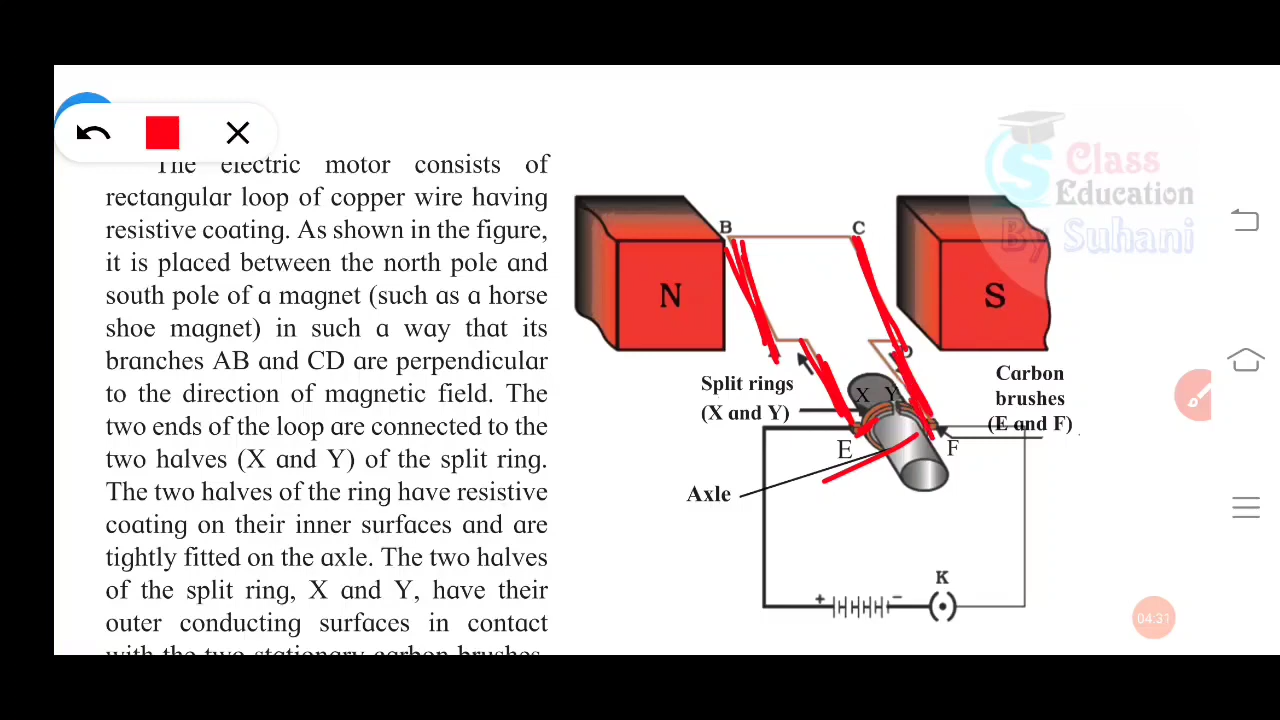 The electric motor consists of
rectangular loop of copper wire having
resistive coating. As shown in the figure,
it is placed between the north pole and
south pole of a magnet (such as a horse
shoe magnet) in such a way that its
branches AB and CD are perpendicular
to the direction of magnetic field. The
two ends of the loop are connected to the
two halves (X and Y) of the split ring.
The two halves of the ring have resistive
coating on their inner surfaces and are
tightly fitted on the axle. The two halves
of the split ring, X and Y, have their
outer conducting surfaces in contact
with the two stationary carbon brushes,
S Class
Education
By Suhani
B
C
N
S
D
Split rings
(X and Y)
X Y
Carbon
brushes
(E and F)
E
F
Axle
K
+
−
04:31